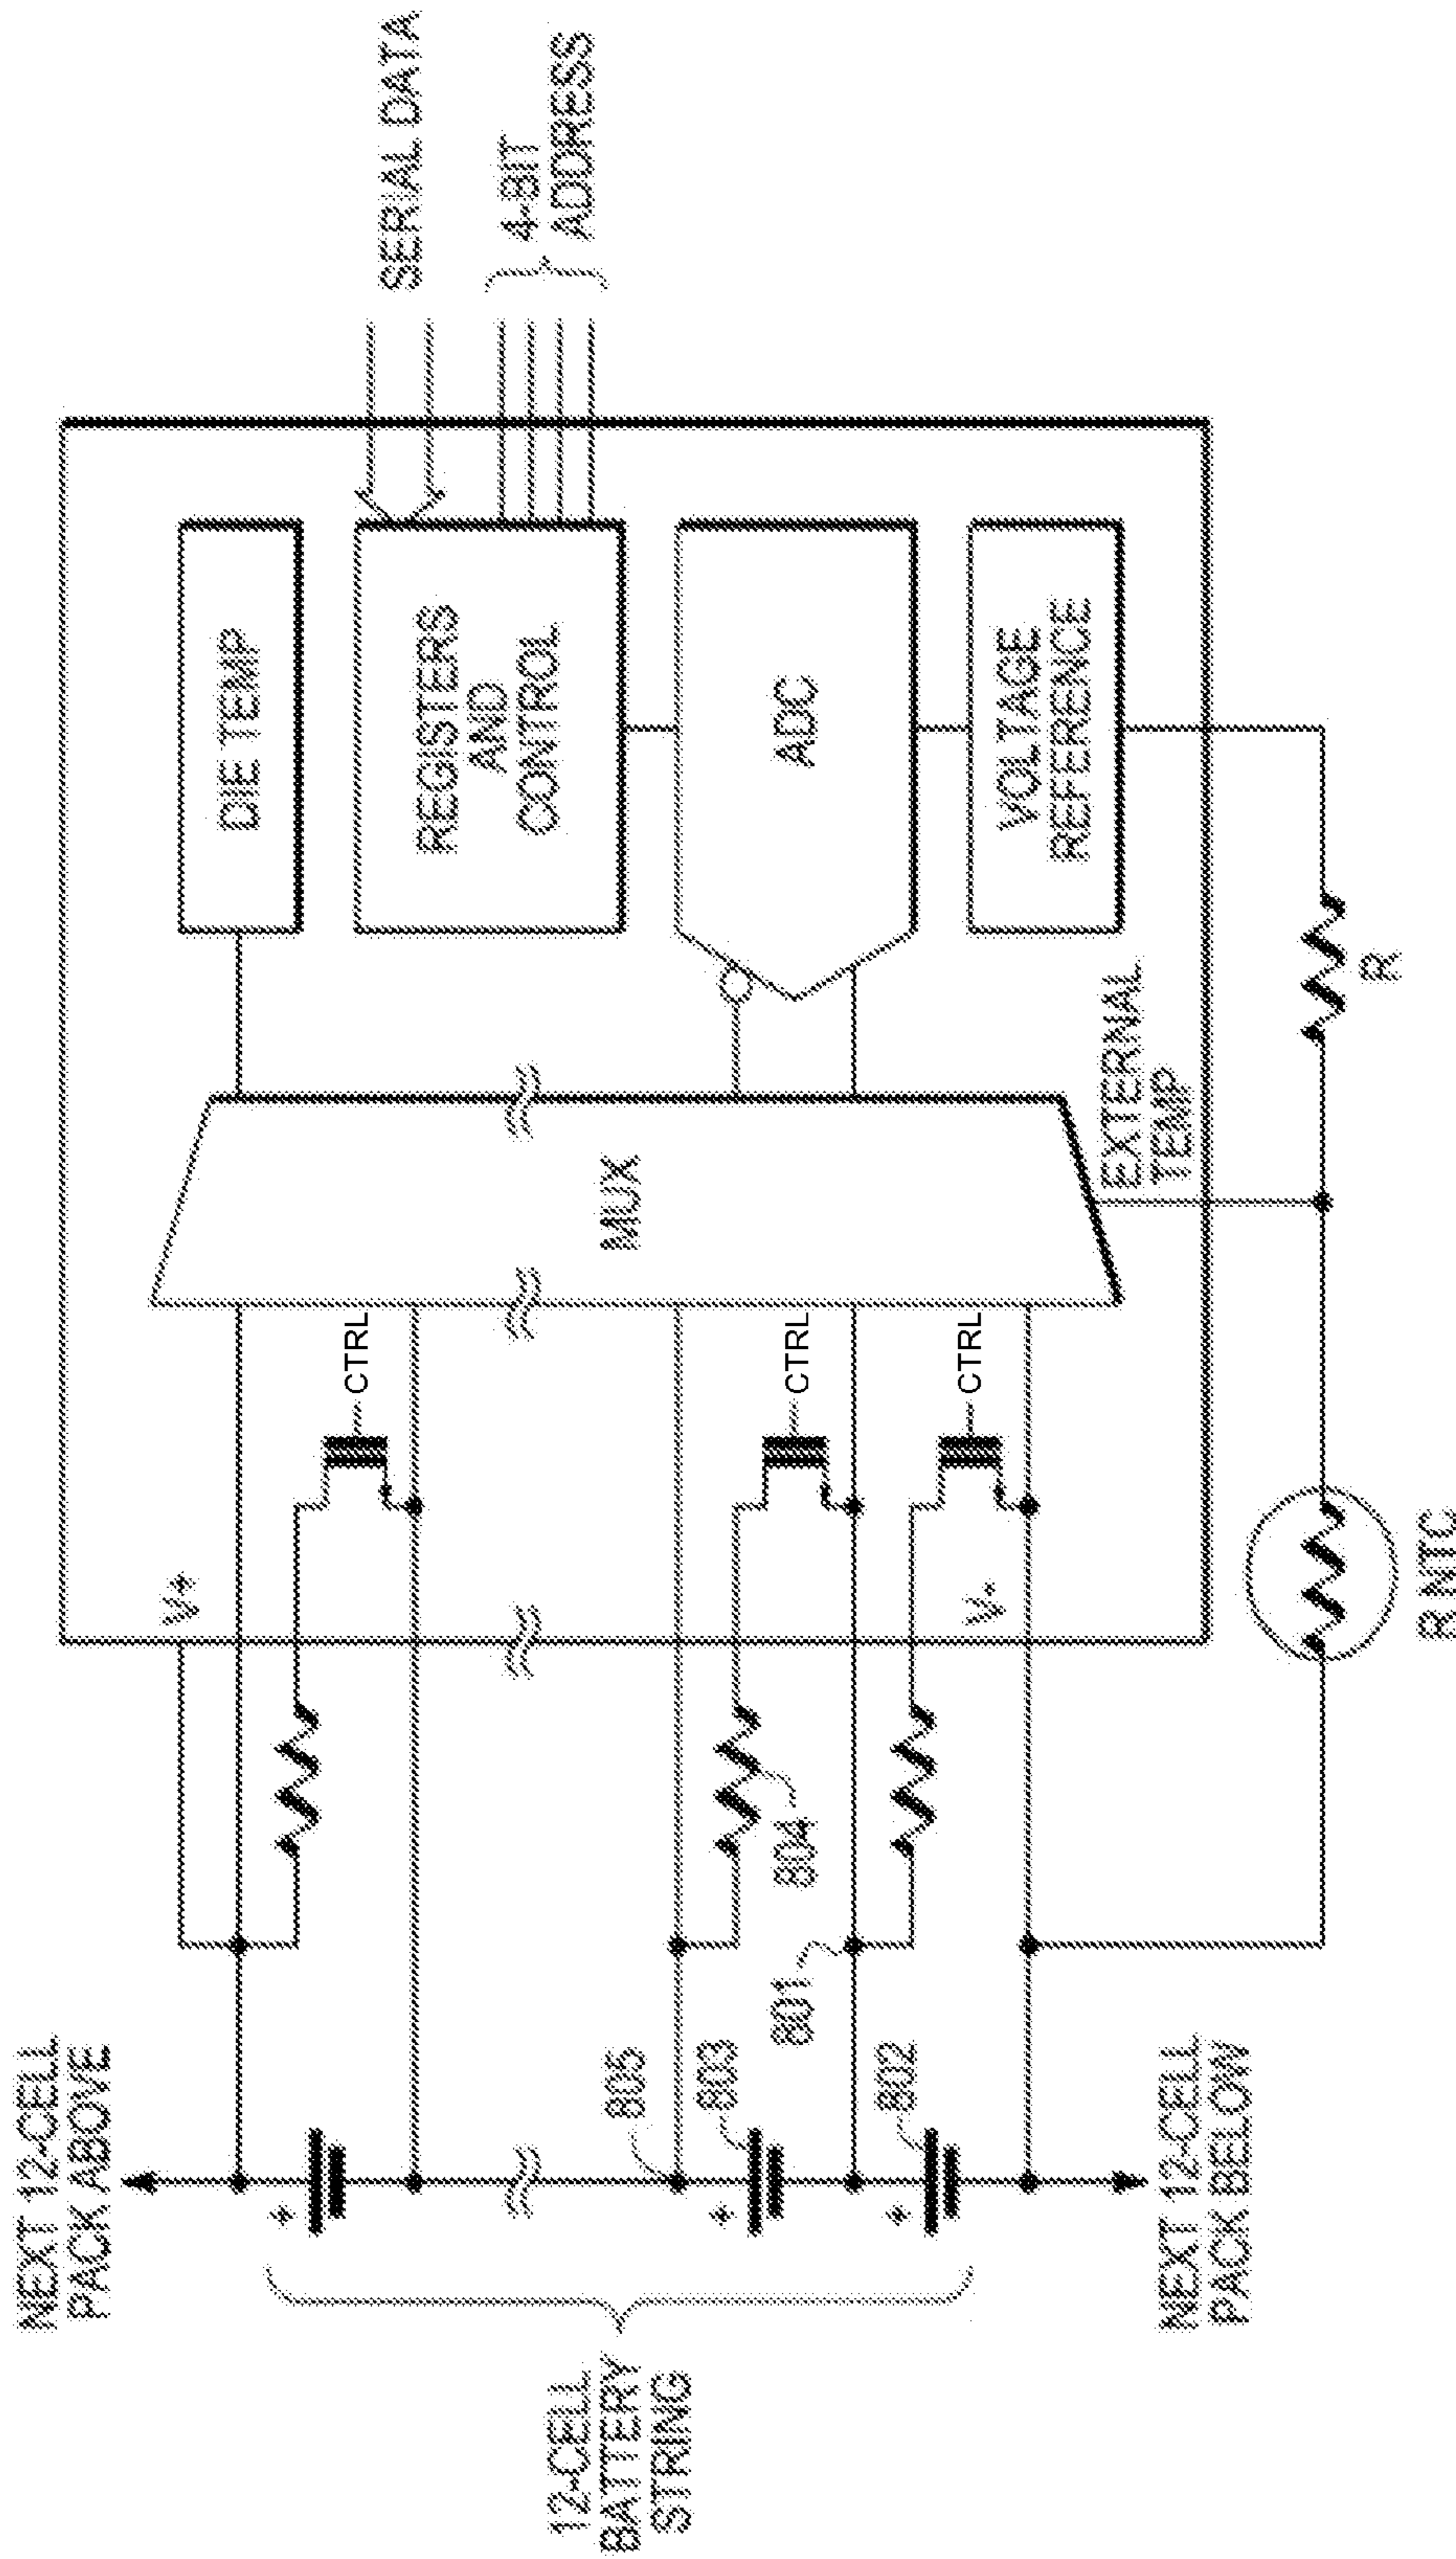 NEXT 12-CELL
PACK ABOVE
12-CELL
BATTERY
STRING
805
803
802
801
804
NEXT 12-CELL
PACK BELOW
V+
V-
CTRL
CTRL
CTRL
MUX
DIE TEMP
REGISTERS
AND
CONTROL
ADC
VOLTAGE
REFERENCE
EXTERNAL
TEMP
SERIAL DATA
4-BIT
ADDRESS
R NTC
R
+
+
+